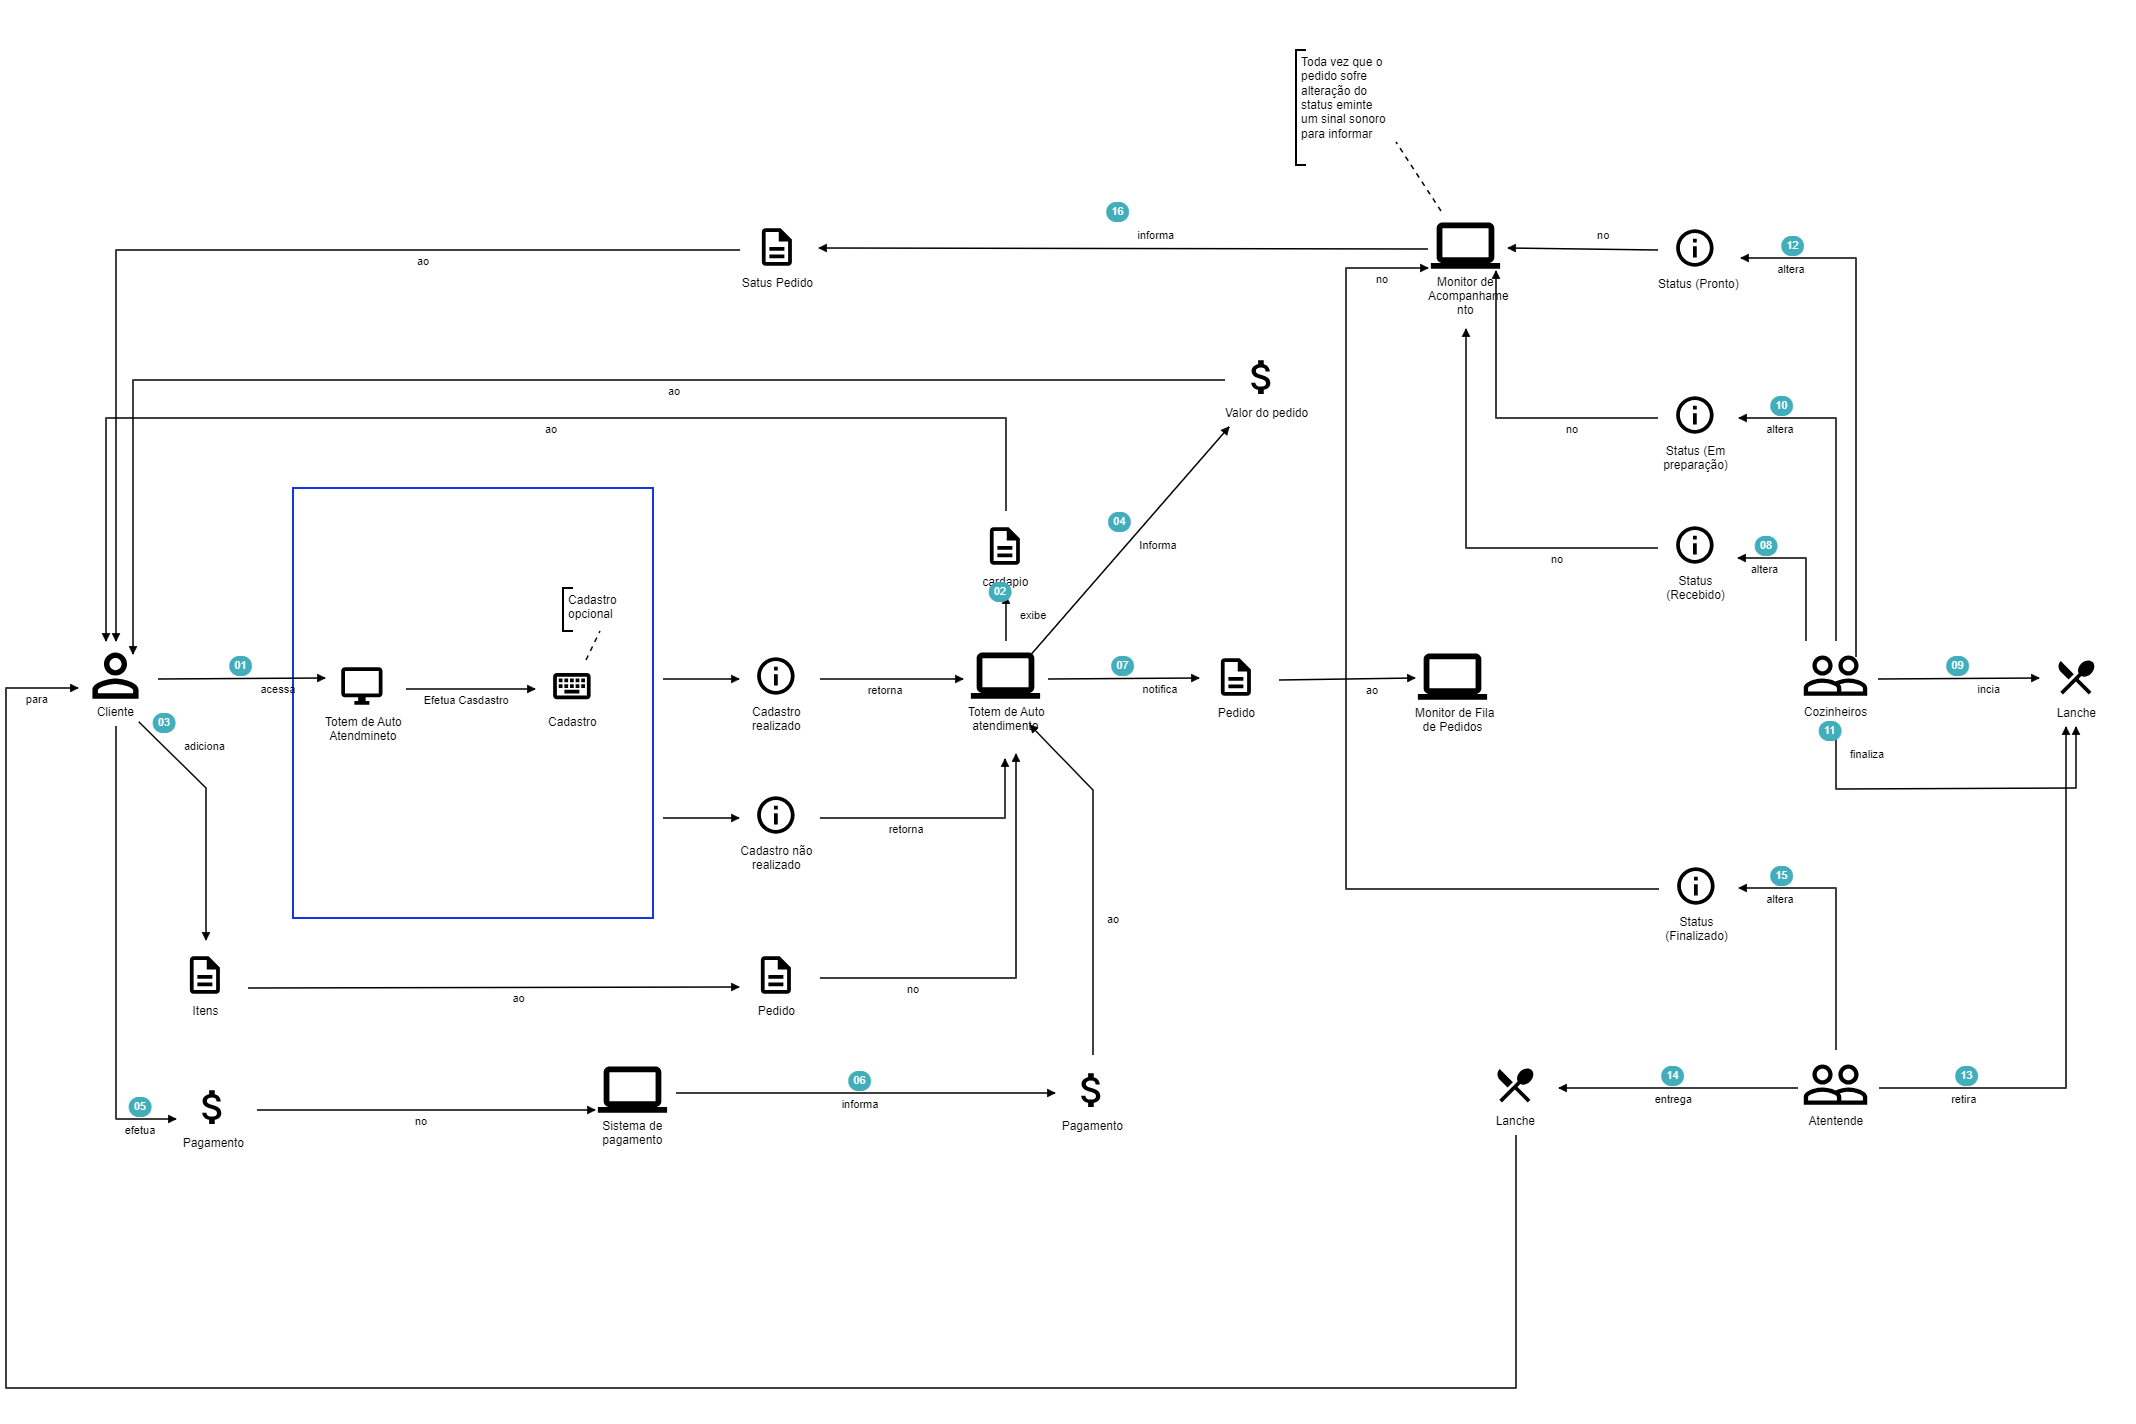 Toda vez que o
pedido sofre
alteração do
status eminte
um sinal sonoro
para informar
16
informa
no
12
altera
ao
Satus Pedido
no
Monitor de
Acompanhame
nto
Status (Pronto)
ao
Valor do pedido
ao
10
altera
no
Status (Em
preparação)
04
Informa
08
altera
no
Status
(Recebido)
cardapio
02
exibe
Cadastro
opcional
para
Cliente
01
acessa
Totem de Auto
Atendmineto
Efetua Casdastro
Cadastro
Cadastro
realizado
retorna
Totem de Auto
atendimento
07
notifica
Pedido
ao
Monitor de Fila
de Pedidos
Cozinheiros
09
incia
Lanche
03
adiciona
11
finaliza
Cadastro não
realizado
retorna
ao
15
altera
Status
(Finalizado)
Itens
ao
Pedido
no
05
efetua
Pagamento
no
Sistema de
pagamento
06
informa
Pagamento
Lanche
14
entrega
Atentende
13
retira